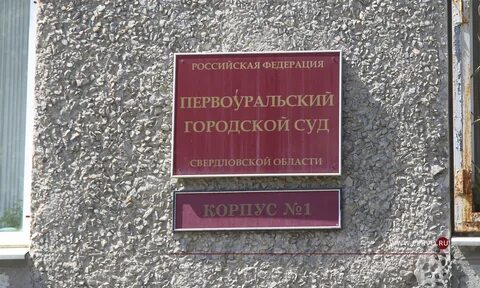 РОССИЙСКАЯ ФЕДЕРАЦИЯ
ПЕРВОУРАЛЬСКИЙ
ГОРОДСКОЙ СУД
СВЕРДЛОВСКОЙ ОБЛАСТИ
КОРПУС №1